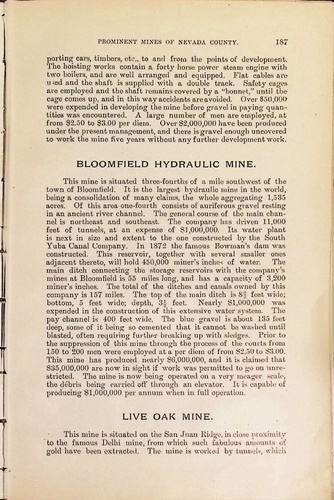 PROMINENT MINES OF NEVADA COUNTY. 187
porting cars, timbers, etc., to and from the points of development.
The hoisting works contain a forty horse power steam engine with
two boilers, and are well arranged and equipped. Flat cables are
used and the shaft is supplied with a double track. Safety cages
are employed and the shaft remains covered by a "bonnet," until the
cage comes up, and in this way accidents are avoided. Over $50,000
were expended in developing the mine before gravel in paying quan-
tities was encountered. A large number of men are employed, at
from $2.50 to $3.00 per diem. Over $2,000,000 have been produced
under the present management, and there is gravel enough uncovered
to work the mine five years without any further development work.
BLOOMFIELD HYDRAULIC MINE.
This mine is situated three-fourths of a mile southwest of the
town of Bloomfield. It is the largest hydraulic mine in the world,
being a consolidation of many claims, the whole aggregating 1,535
acres. Of this area one-fourth consists of auriferous gravel resting
in an ancient river channel. The general course of the main chan-
nel is northeast and southeast. The company has driven 11,000
feet of tunnels, at an expense of $1,000,000. Its water plant
is next in size and extent to the one constructed by the South
Yuba Canal Company. In 1872 the famous Bowman's dam was
constructed. This reservoir, together with several smaller ones
adjacent thereto, will hold 450,000 miner's inches of water. The
main ditch connecting the storage reservoirs with the company's
mines at Bloomfield is 55 miles long, and has a capacity of 3,200
miner's inches. The total of the ditches and canals owned by this
company is 157 miles. The top of the main ditch is 8¾ feet wide;
bottom, 5 feet wide; depth, 3½ feet. Nearly $1,000,000 was
expended in the construction of this extensive water system. The
pay channel is 400 feet wide. The blue gravel is about 135 feet
deep, some of it being so cemented that it cannot be washed until
blasted, often requiring further breaking up with sledges. Prior to
the suppression of this mine through the process of the courts from
150 to 200 men were employed at a per diem of from $2.50 to $3.00.
This mine has produced nearly $6,000,000, and it is claimed that
$35,000,000 are now in sight if work was permitted to go on unre-
stricted. The mine is now being operated on a very meager scale,
the débris being carried off through an elevator. It is capable of
producing $1,000,000 per annum when in full operation.
LIVE OAK MINE.
This mine is situated on the San Juan Ridge, in close proximity
to the famous Delhi mine, from which such fabulous amounts of
gold have been extracted. The mine is worked by tunnels, which